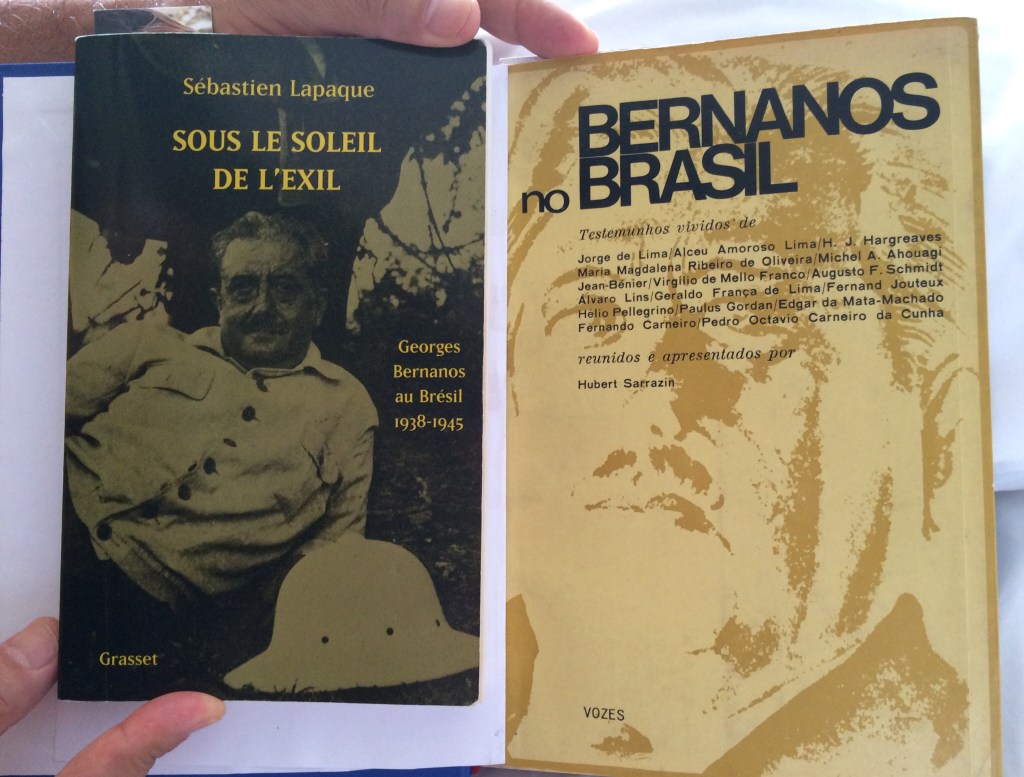 Sébastien Lapaque
SOUS LE SOLEIL
DE L'EXIL
Georges
Bernanos
au Brésil
1938-1945
Grasset
BERNANOS
no BRASIL
Testemunhos vividos de
Jorge de Lima/Alceu Amoroso Lima/H. J. Hargreaves
Maria Magdalena Ribeiro de Oliveira/Michel A. Ahouagi
Jean-Bénier/Virgílio de Mello Franco/Augusto F. Schmidt
Álvaro Lins/Geraldo França de Lima/Fernand Jouteux
Hélio Pellegrino/Paulus Gordan/Edgar da Mata-Machado
Fernando Carneiro/Pedro Octavio Carneiro da Cunha
reunidos e apresentados por
Hubert Sarrazin
VOZES